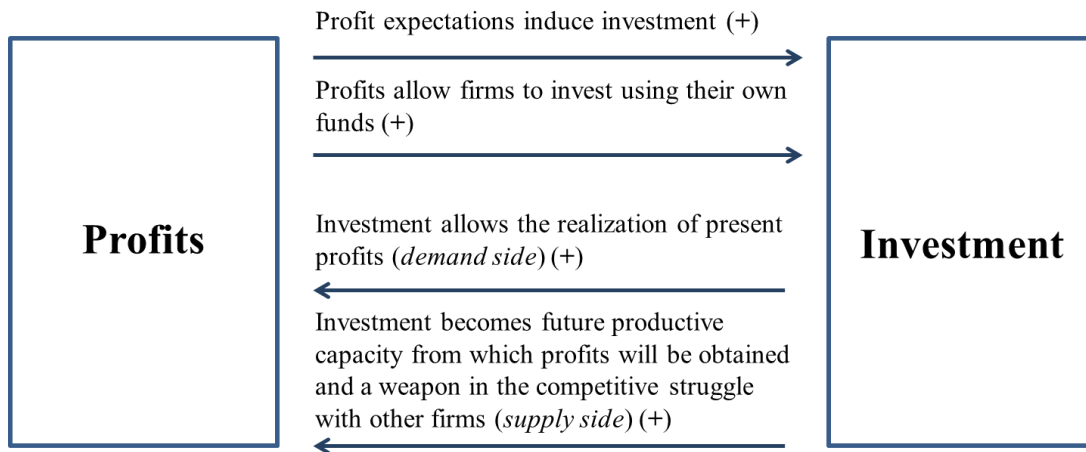 Profit expectations induce investment (+)
Profits allow firms to invest using their own
funds (+)
Profits
Investment allows the realization of present
profits (demand side) (+)
Investment
Investment becomes future productive
capacity from which profits will be obtained
and a weapon in the competitive struggle
with other firms (supply side) (+)